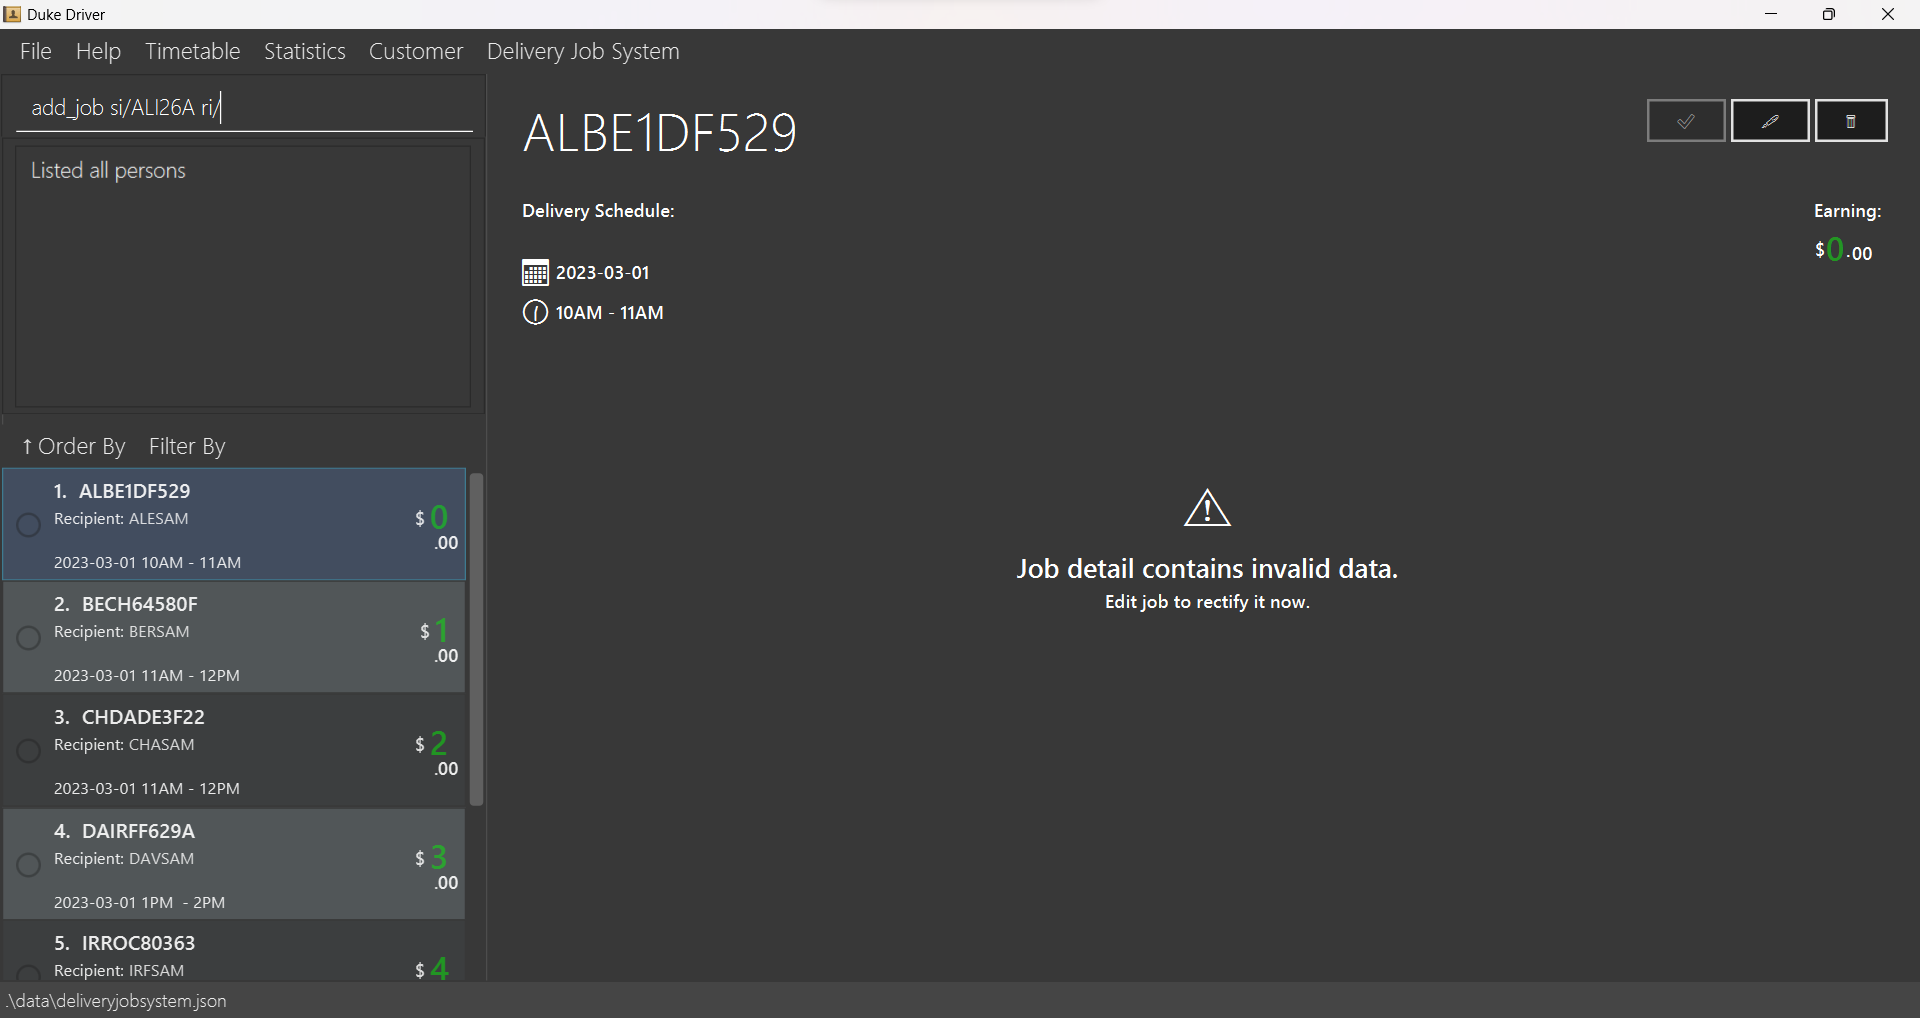 Duke Driver
File Help Timetable Statistics Customer Delivery Job System
add_job si/ALI26A ri/
Listed all persons
↑ Order By Filter By
1. ALBE1DF529
Recipient: ALESAM
$0.00
2023-03-01 10AM - 11AM
2. BECH64580F
Recipient: BERSAM
$1.00
2023-03-01 11AM - 12PM
3. CHDADE3F22
Recipient: CHASAM
$2.00
2023-03-01 11AM - 12PM
4. DAIRFF629A
Recipient: DAVSAM
$3.00
2023-03-01 1PM - 2PM
5. IRROC80363
Recipient: IRFSAM
$4
ALBE1DF529
Delivery Schedule:
2023-03-01
10AM - 11AM
Earning:
$0.00
Job detail contains invalid data.
Edit job to rectify it now.
.\data\deliveryjobsystem.json